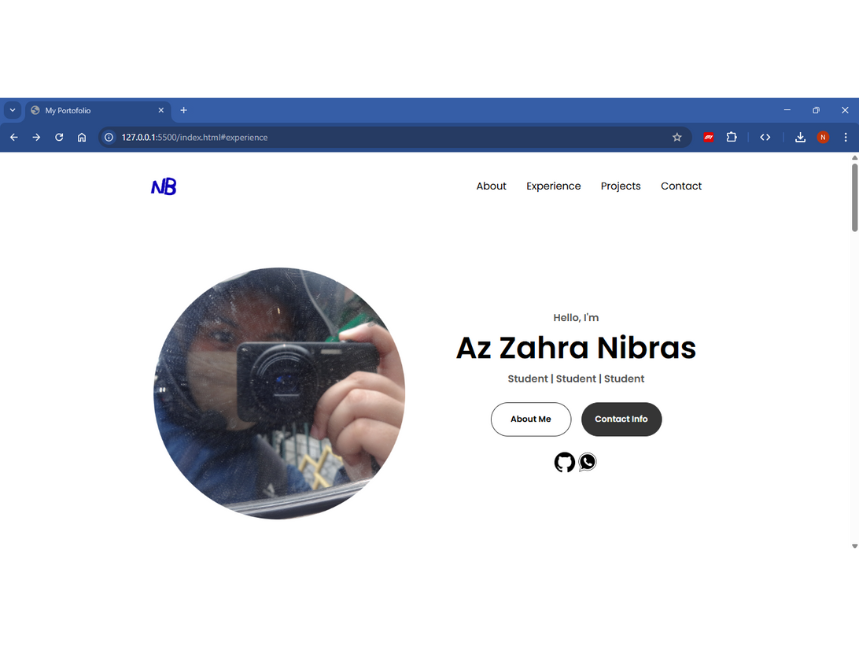 My Portofolio
127.0.0.1:5500/index.html#experience
N
NB
About Experience Projects Contact
Hello, I'm
Az Zahra Nibras
Student | Student | Student
About Me Contact Info